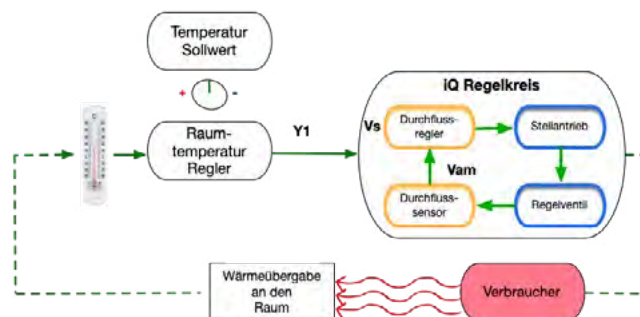 Temperatur
Sollwert
+
-
Raum-
temperatur
Regler
Y1
iQ Regelkreis
Vs
Durchfluss-
regler
Stellantrieb
Vam
Durchfluss-
sensor
Regelventil
Wärmeübergabe
an den
Raum
Verbraucher